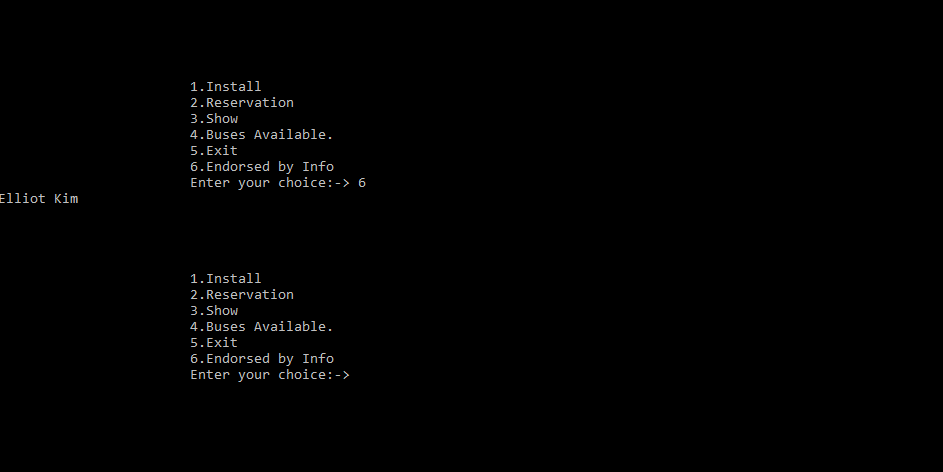 1.Install
2.Reservation
3.Show
4.Buses Available.
5.Exit
6.Endorsed by Info
Enter your choice:-> 6
Elliot Kim
1.Install
2.Reservation
3.Show
4.Buses Available.
5.Exit
6.Endorsed by Info
Enter your choice:->